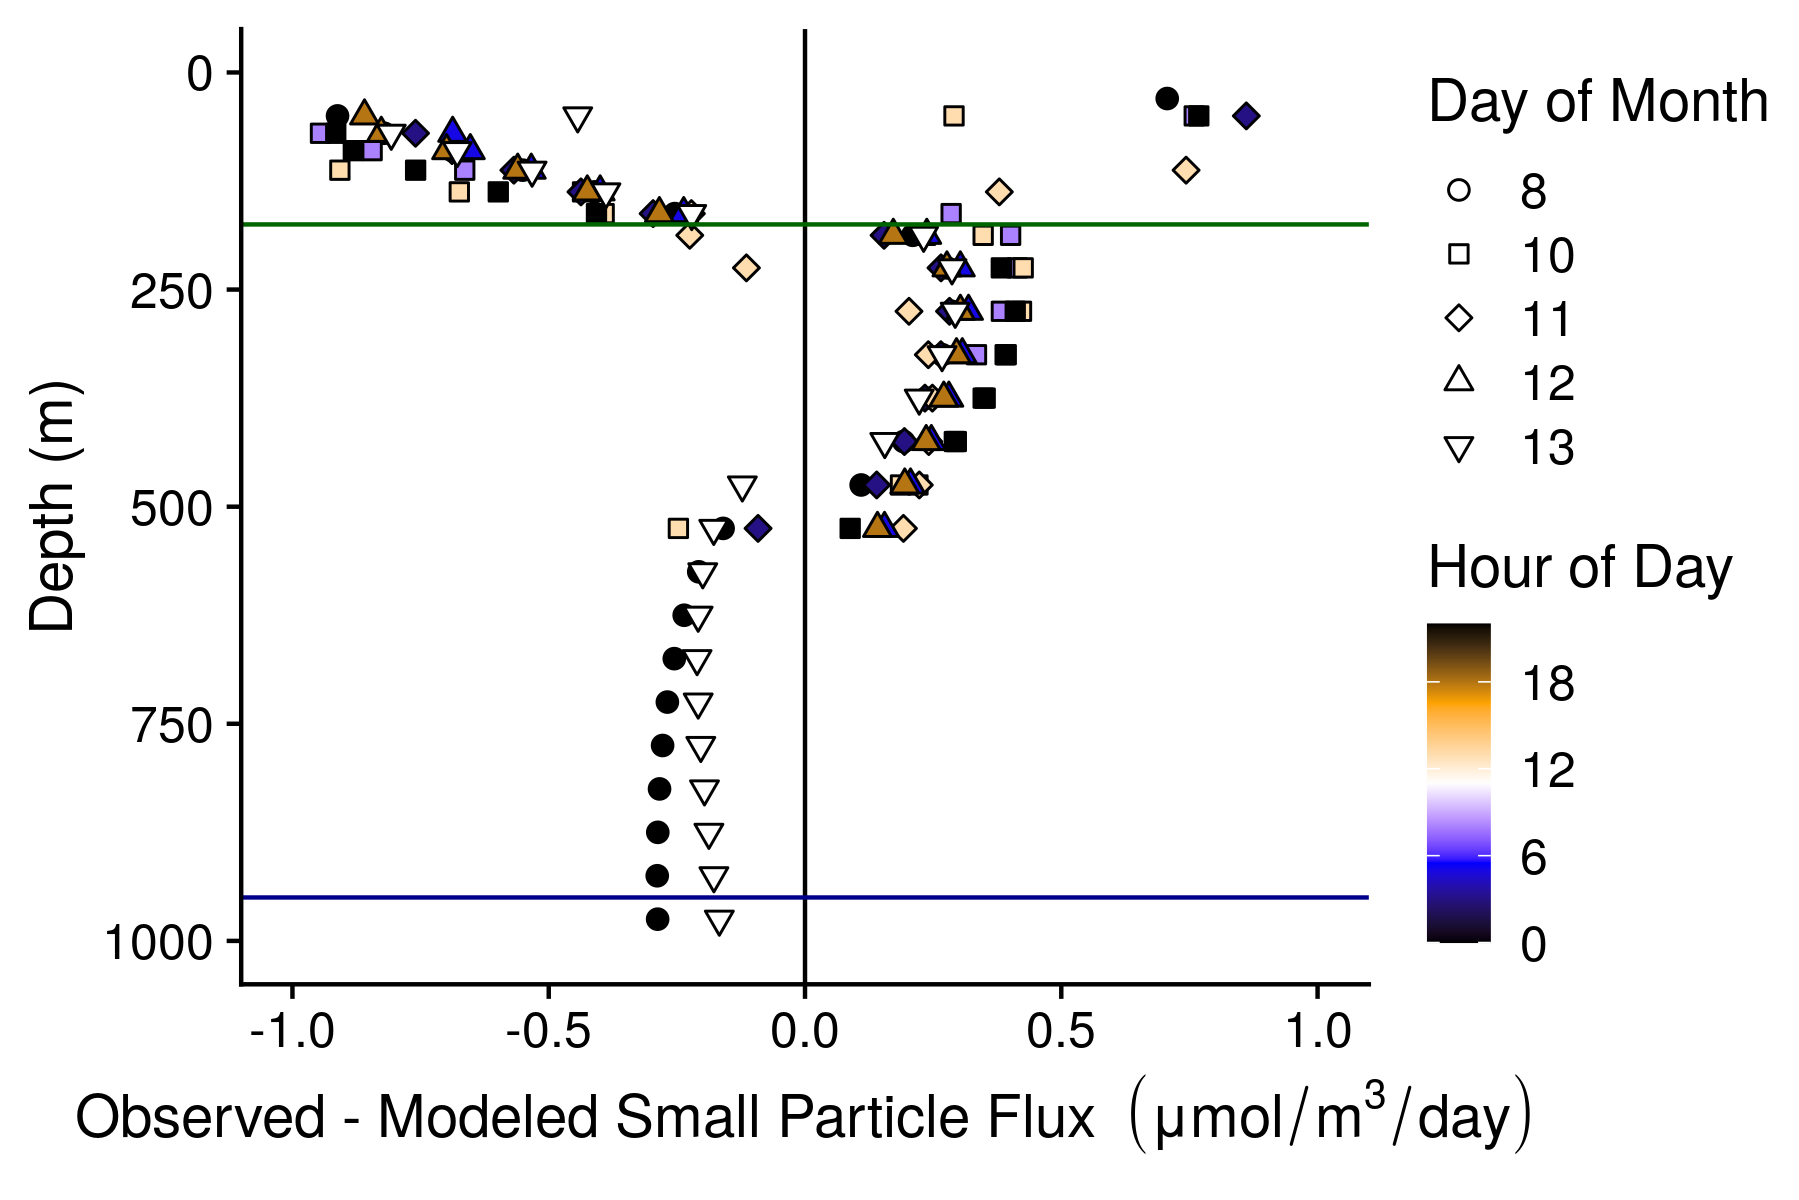 Depth (m)
0
250
500
750
1000
-1.0 -0.5 0.0 0.5 1.0
Observed - Modeled Small Particle Flux (µmol/m³/day)
Day of Month
8
10
11
12
13
Hour of Day
18
12
6
0